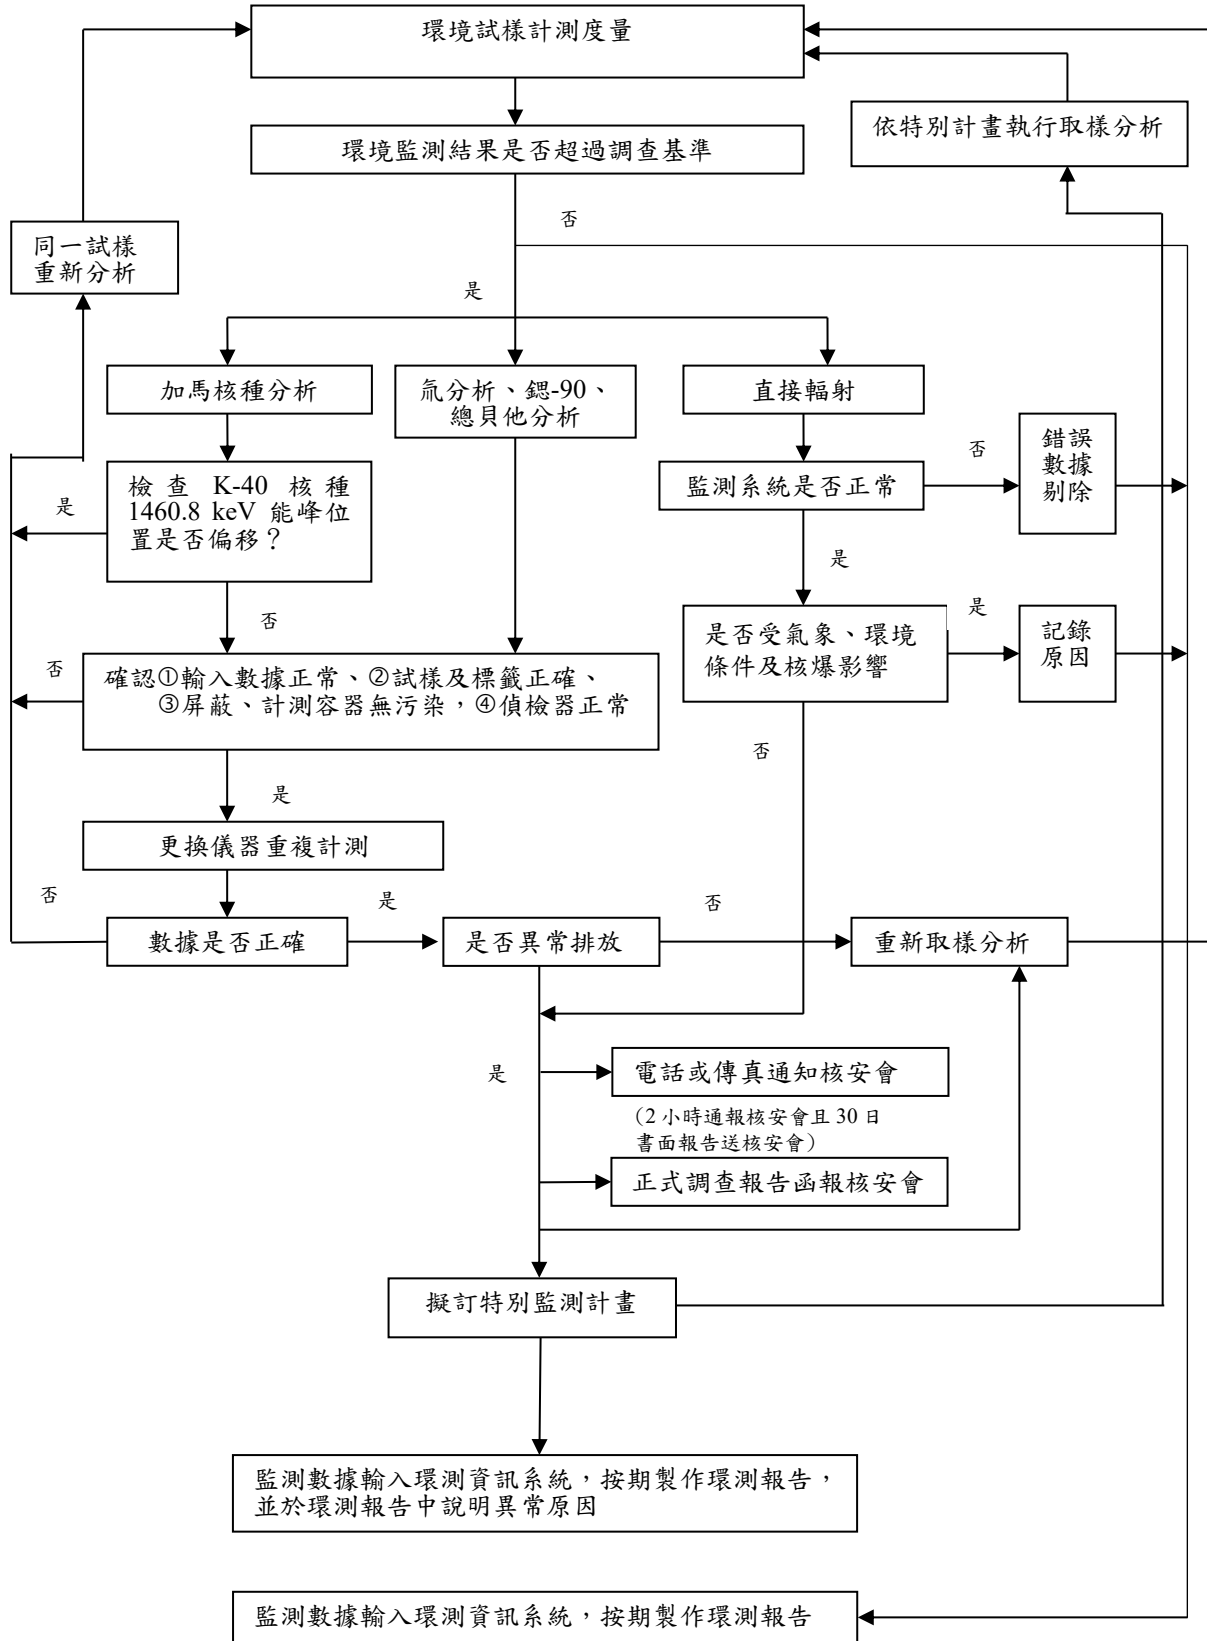 環境試樣計測度量
依特別計畫執行取樣分析
環境監測結果是否超過調查基準
否
同一試樣
重新分析
是
加馬核種分析
氚分析、鍶-90、
總貝他分析
直接輻射
否
錯誤
數據
剔除
監測系統是否正常
檢查 K-40 核種
1460.8 keV 能峰位
置是否偏移？
是
是
否
是否受氣象、環境
條件及核爆影響
是
記錄
原因
確認①輸入數據正常、②試樣及標籤正確、
③屏蔽、計測容器無污染，④偵檢器正常
否
否
是
更換儀器重複計測
否
是
否
數據是否正確
是否異常排放
重新取樣分析
是
電話或傳真通知核安會
（2 小時通報核安會且 30 日
書面報告送核安會）
正式調查報告函報核安會
擬訂特別監測計畫
監測數據輸入環測資訊系統，按期製作環測報告，
並於環測報告中說明異常原因
監測數據輸入環測資訊系統，按期製作環測報告